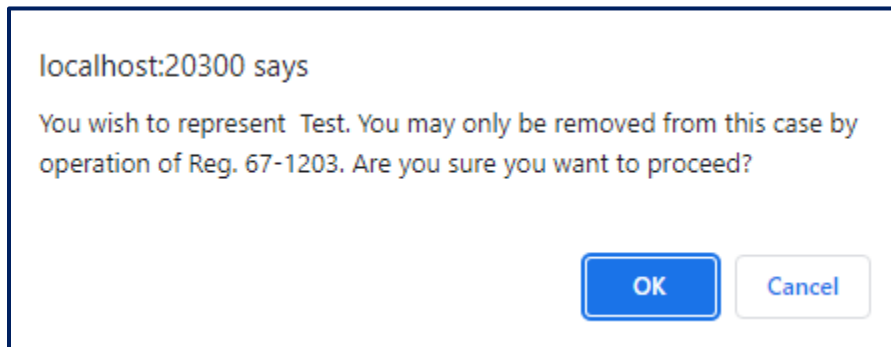 localhost:20300 says
You wish to represent  Test. You may only be removed from this case by
operation of Reg. 67-1203. Are you sure you want to proceed?
OK
Cancel